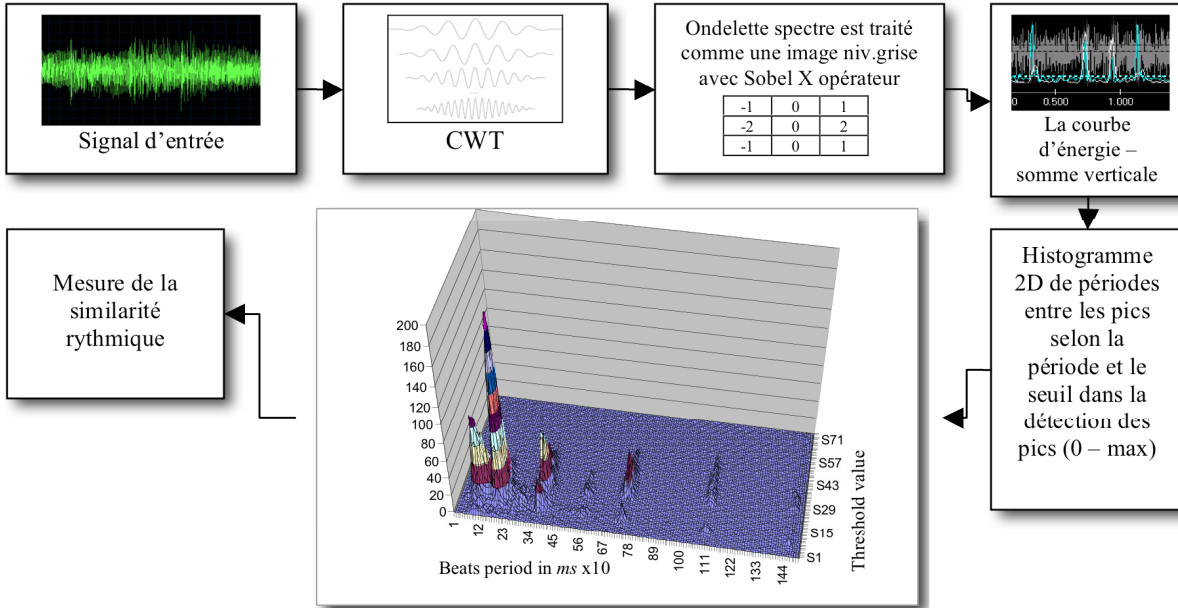 Signal d'entrée
CWT
Ondelette spectre est traité
comme une image niv.grise
avec Sobel X opérateur
-1 0 1
-2 0 2
-1 0 1
0 0.500 1.000
La courbe
d'énergie –
somme verticale
Mesure de la
similarité
rythmique
200
180
160
140
120
100
80
60
40
20
0
1 12 23 34 45 56 67 78 89 100 111 122 133 144
Beats period in ms x10
S71
S57
S43
S29
S15
S1
Threshold value
Histogramme
2D de périodes
entre les pics
selon la
période et le
seuil dans la
détection des
pics (0 – max)